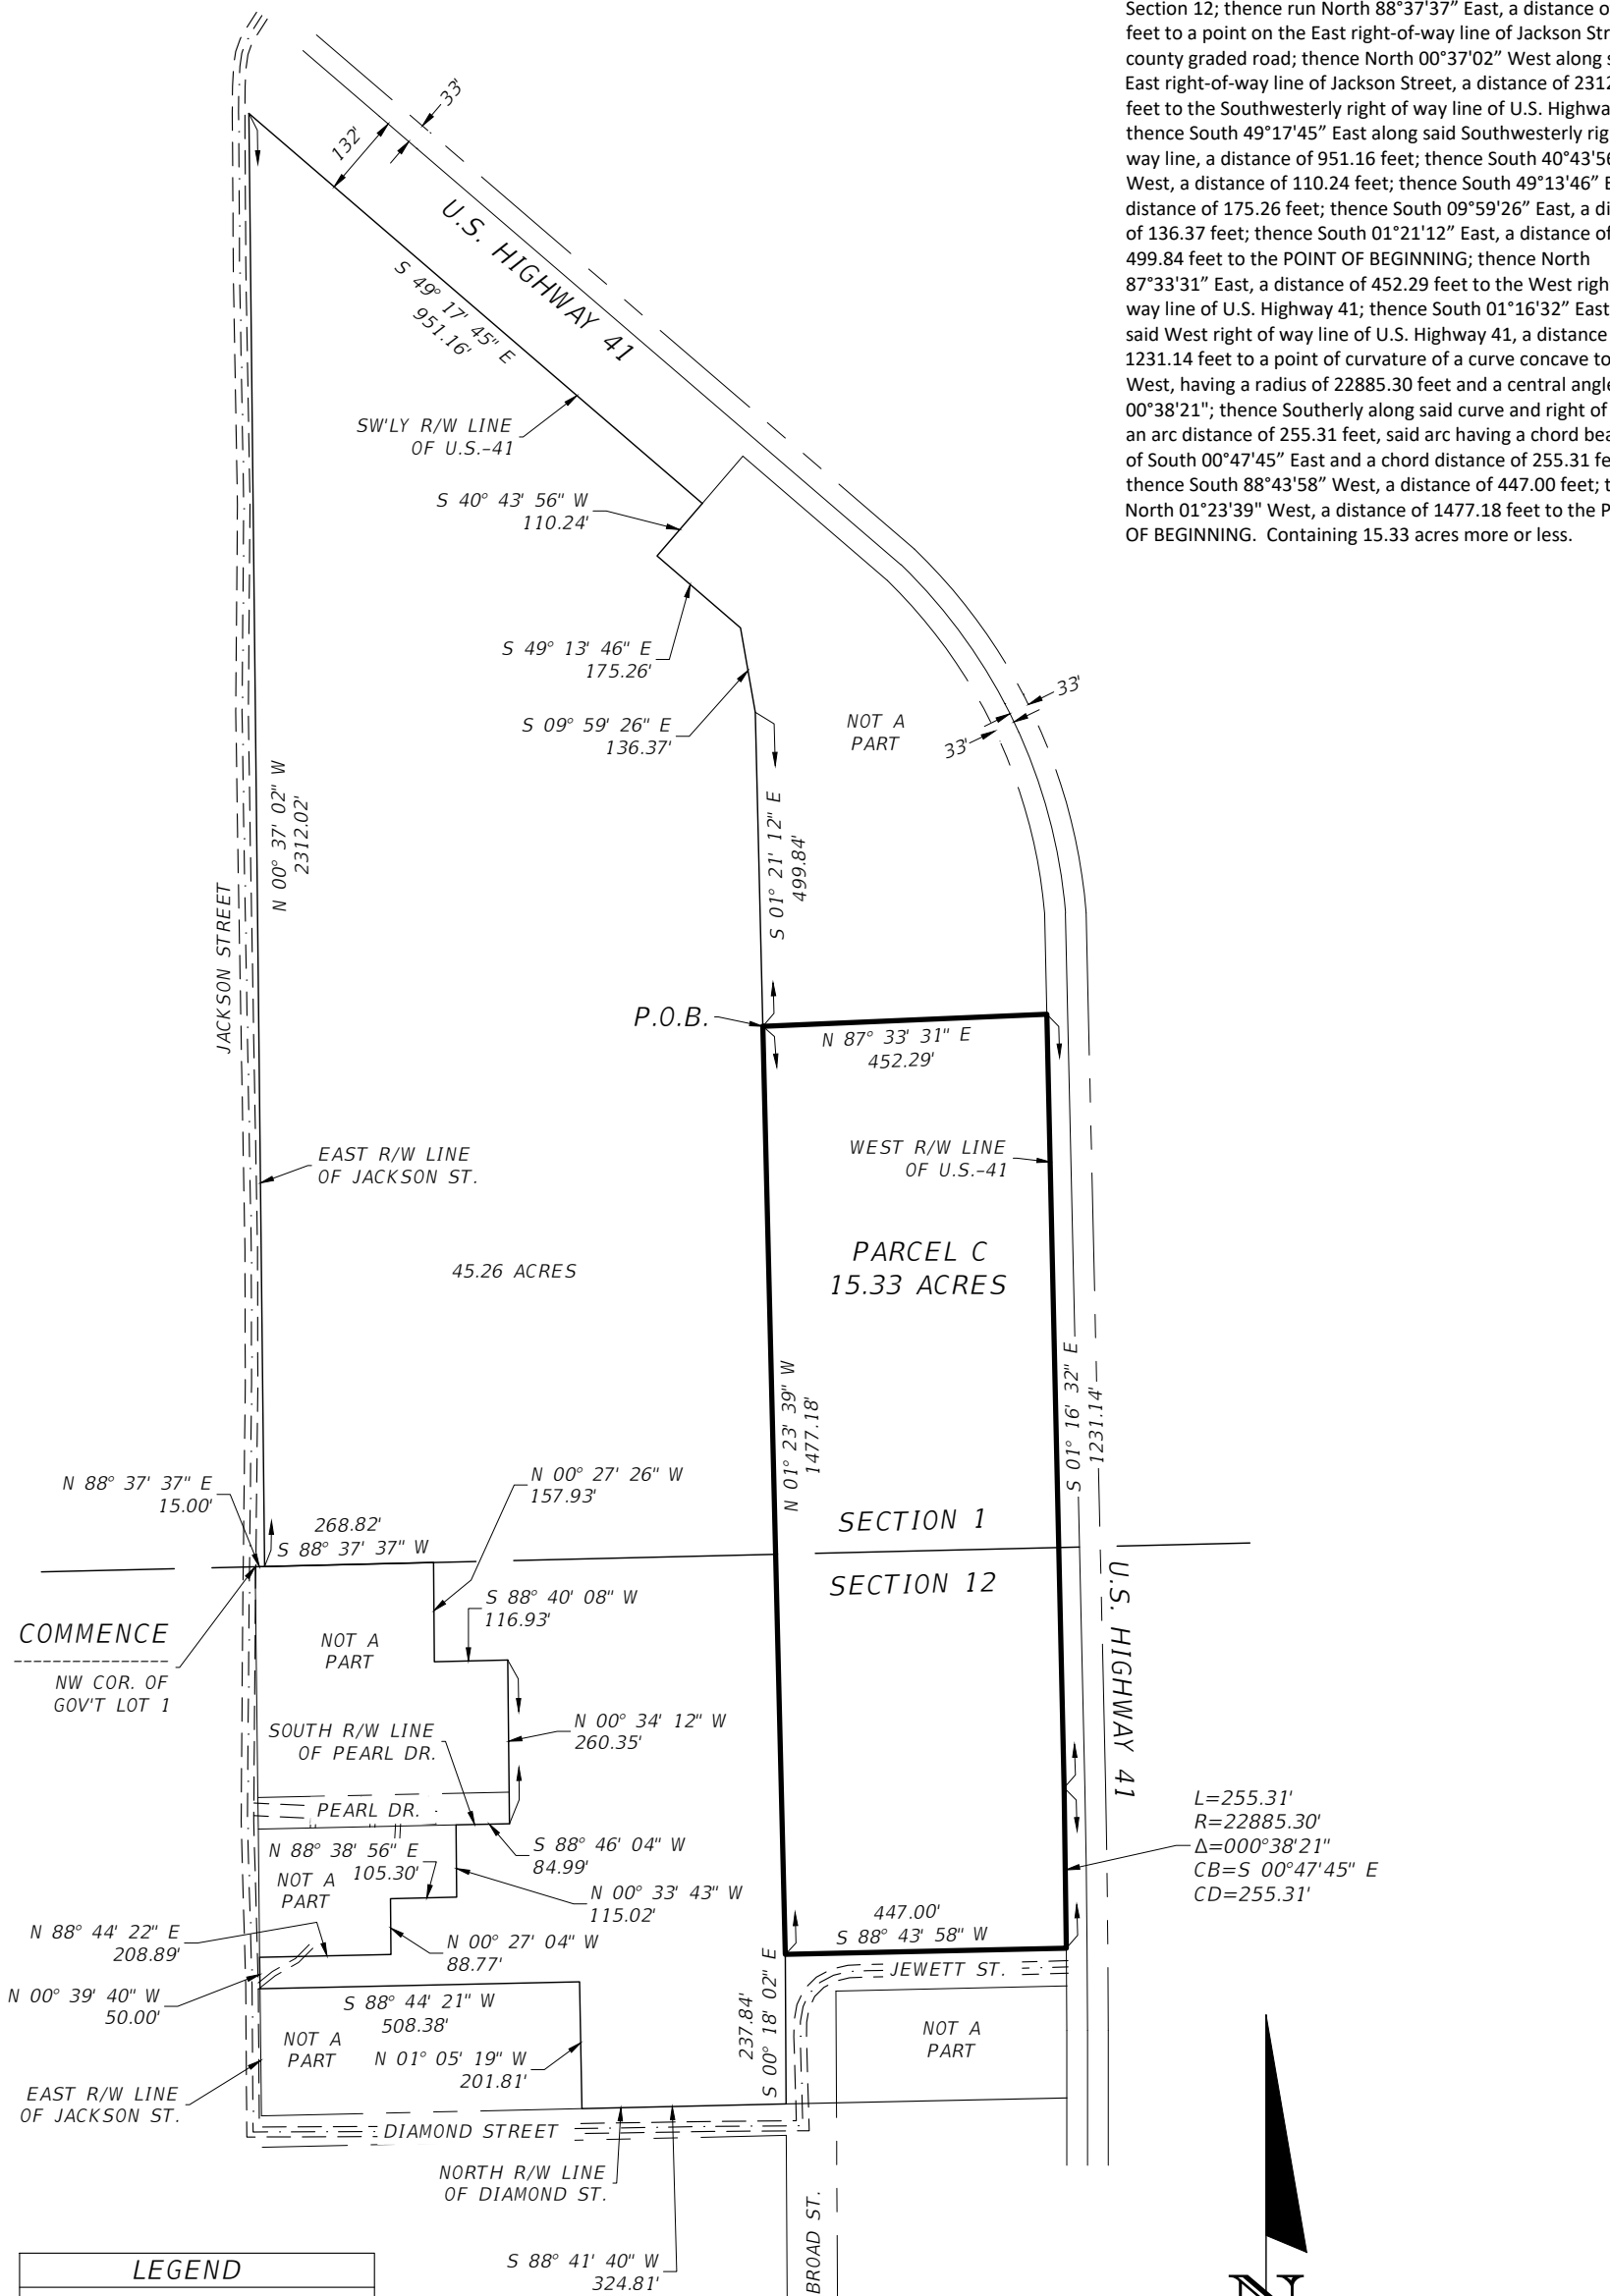 Section 12; thence run North 88°37'37” East, a distance o
feet to a point on the East right-of-way line of Jackson Str
county graded road; thence North 00°37'02” West along s
East right-of-way line of Jackson Street, a distance of 2312
feet to the Southwesterly right of way line of U.S. Highwa
thence South 49°17'45” East along said Southwesterly rig
way line, a distance of 951.16 feet; thence South 40°43'56
West, a distance of 110.24 feet; thence South 49°13'46” E
distance of 175.26 feet; thence South 09°59'26” East, a di
of 136.37 feet; thence South 01°21'12” East, a distance of
499.84 feet to the POINT OF BEGINNING; thence North
87°33'31” East, a distance of 452.29 feet to the West righ
way line of U.S. Highway 41; thence South 01°16'32” East
said West right of way line of U.S. Highway 41, a distance
1231.14 feet to a point of curvature of a curve concave to
West, having a radius of 22885.30 feet and a central angle
00°38'21"; thence Southerly along said curve and right of
an arc distance of 255.31 feet, said arc having a chord bea
of South 00°47'45” East and a chord distance of 255.31 fe
thence South 88°43'58” West, a distance of 447.00 feet; t
North 01°23'39" West, a distance of 1477.18 feet to the P
OF BEGINNING. Containing 15.33 acres more or less.
33'
132'
U.S. HIGHWAY 41
S 49° 17' 45" E
951.16'
SW'LY R/W LINE
OF U.S.-41
S 40° 43' 56" W
110.24'
S 49° 13' 46" E
175.26'
S 09° 59' 26" E
136.37'
NOT A
PART
33'
33'
N 00° 37' 02" W
2312.02'
S 01° 21' 12" E
499.84'
JACKSON STREET
P.O.B.
N 87° 33' 31" E
452.29'
EAST R/W LINE
OF JACKSON ST.
WEST R/W LINE
OF U.S.-41
45.26 ACRES
PARCEL C
15.33 ACRES
N 01° 23' 39" W
1477.18'
S 01° 16' 32" E
1231.14'
N 88° 37' 37" E
15.00'
N 00° 27' 26" W
157.93'
268.82'
S 88° 37' 37" W
SECTION 1
SECTION 12
S 88° 40' 08" W
116.93'
COMMENCE
NW COR. OF
GOV'T LOT 1
NOT A
PART
U.S. HIGHWAY 41
SOUTH R/W LINE
OF PEARL DR.
N 00° 34' 12" W
260.35'
PEARL DR.
N 88° 38' 56" E
105.30'
S 88° 46' 04" W
84.99'
NOT A
PART
N 00° 33' 43" W
115.02'
L=255.31'
R=22885.30'
Δ=000°38'21"
CB=S 00°47'45" E
CD=255.31'
N 88° 44' 22" E
208.89'
N 00° 27' 04" W
88.77'
447.00'
S 88° 43' 58" W
JEWETT ST.
N 00° 39' 40" W
50.00'
S 88° 44' 21" W
508.38'
NOT A
PART
N 01° 05' 19" W
201.81'
237.84'
S 00° 18' 02" E
NOT A
PART
EAST R/W LINE
OF JACKSON ST.
DIAMOND STREET
NORTH R/W LINE
OF DIAMOND ST.
BROAD ST.
S 88° 41' 40" W
324.81'
LEGEND
N